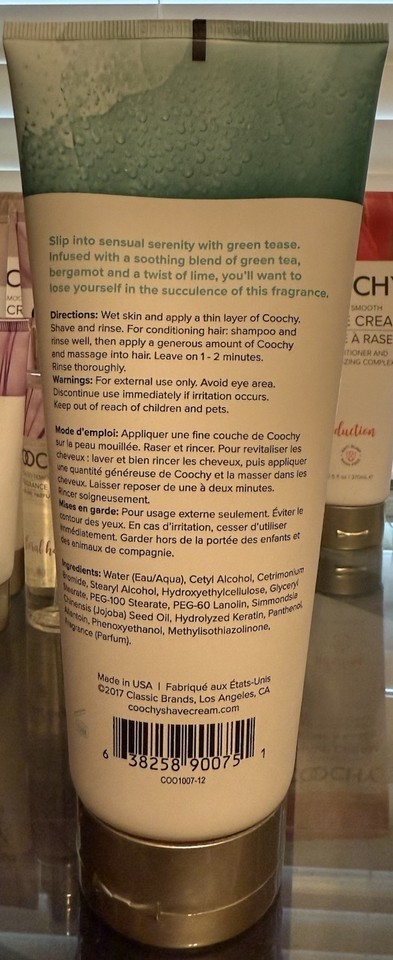 Slip into sensual serenity with green tease.
Infused with a soothing blend of green tea,
bergamot and a twist of lime, you'll want to
lose yourself in the succulence of this fragrance.
Directions: Wet skin and apply a thin layer of Coochy.
Shave and rinse. For conditioning hair: shampoo and
rinse well, then apply a generous amount of Coochy
and massage into hair. Leave on 1 - 2 minutes.
Rinse thoroughly.
Warnings: For external use only. Avoid eye area.
Discontinue use immediately if irritation occurs.
Keep out of reach of children and pets.
Mode d'emploi: Appliquer une fine couche de Coochy
sur la peau mouillée. Raser et rincer. Pour revitaliser les
cheveux : laver et bien rincer les cheveux, puis appliquer
une quantité généreuse de Coochy et la masser dans les
cheveux. Laisser reposer de une à deux minutes.
Rincer soigneusement.
Mises en garde: Pour usage externe seulement. Éviter le
contour des yeux. En cas d'irritation, cesser d'utiliser
immédiatement. Garder hors de la portée des enfants et
des animaux de compagnie.
Ingredients: Water (Eau/Aqua), Cetyl Alcohol, Cetrimonium
Bromide, Stearyl Alcohol, Hydroxyethylcellulose, Glyceryl
Stearate, PEG-100 Stearate, PEG-60 Lanolin, Simmondsia
Chinensis (Jojoba) Seed Oil, Hydrolyzed Keratin, Panthenol,
Allantoin, Phenoxyethanol, Methylisothiazolinone,
Fragrance (Parfum).
Made in USA | Fabriqué aux États-Unis
©2017 Classic Brands, Los Angeles, CA
coochyshavecream.com
6 38258 90075 1
COO1007-12
CHY
SMOOTH
E CREA
E À RASE
TIONER AND
ZING COMPLEX
duction